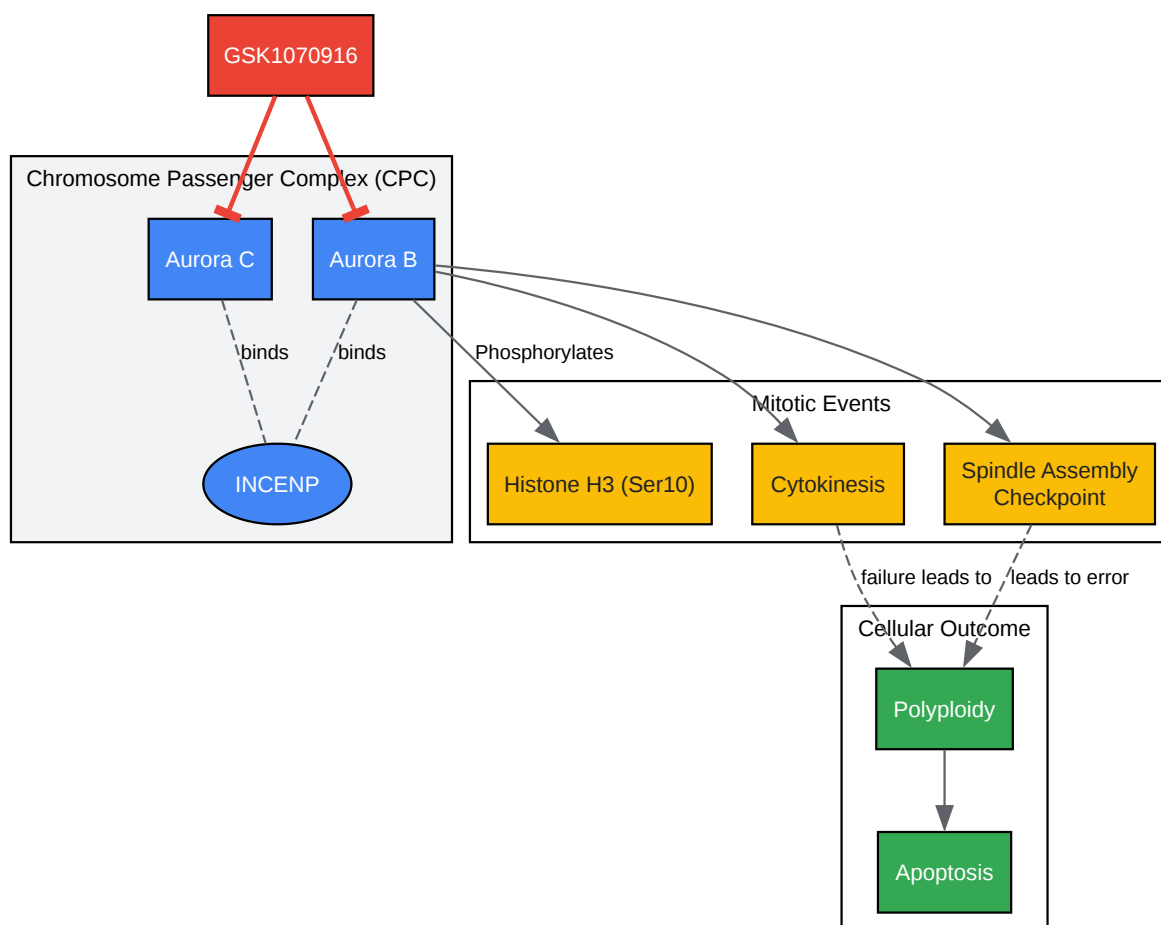 GSK1070916
Chromosome Passenger Complex (CPC)
Aurora C
Aurora B
binds
binds
Phosphorylates
Mitotic Events
INCENP
Histone H3 (Ser10)
Cytokinesis
Spindle Assembly
Checkpoint
failure leads to
leads to error
Cellular Outcome
Polyploidy
Apoptosis